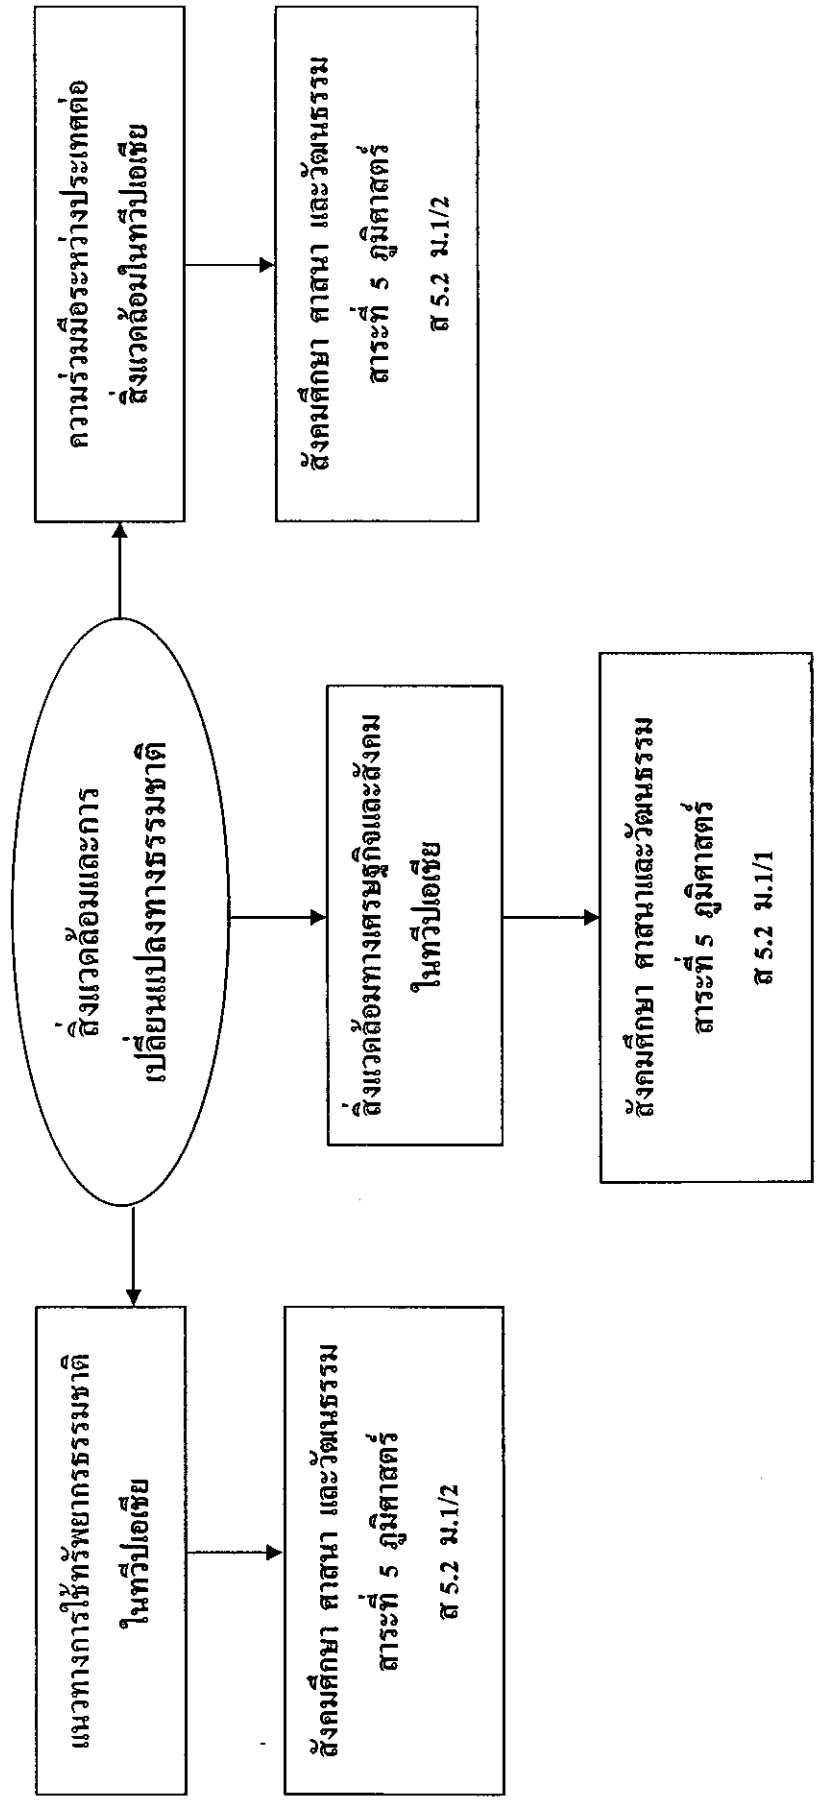 สิ่งแวดล้อมและการ
เปลี่ยนแปลงทางธรรมชาติ
แนวทางการใช้ทรัพยากรธรรมชาติ
ในทวีปเอเชีย
สังคมศึกษา ศาสนา และวัฒนธรรม
สาระที่ 5 ภูมิศาสตร์
ส 5.2 ม.1/2
สิ่งแวดล้อมทางเศรษฐกิจและสังคม
ในทวีปเอเชีย
สังคมศึกษา ศาสนาและวัฒนธรรม
สาระที่ 5 ภูมิศาสตร์
ส 5.2 ม.1/1
ความร่วมมือระหว่างประเทศต่อ
สิ่งแวดล้อมในทวีปเอเชีย
สังคมศึกษา ศาสนา และวัฒนธรรม
สาระที่ 5 ภูมิศาสตร์
ส 5.2 ม.1/2